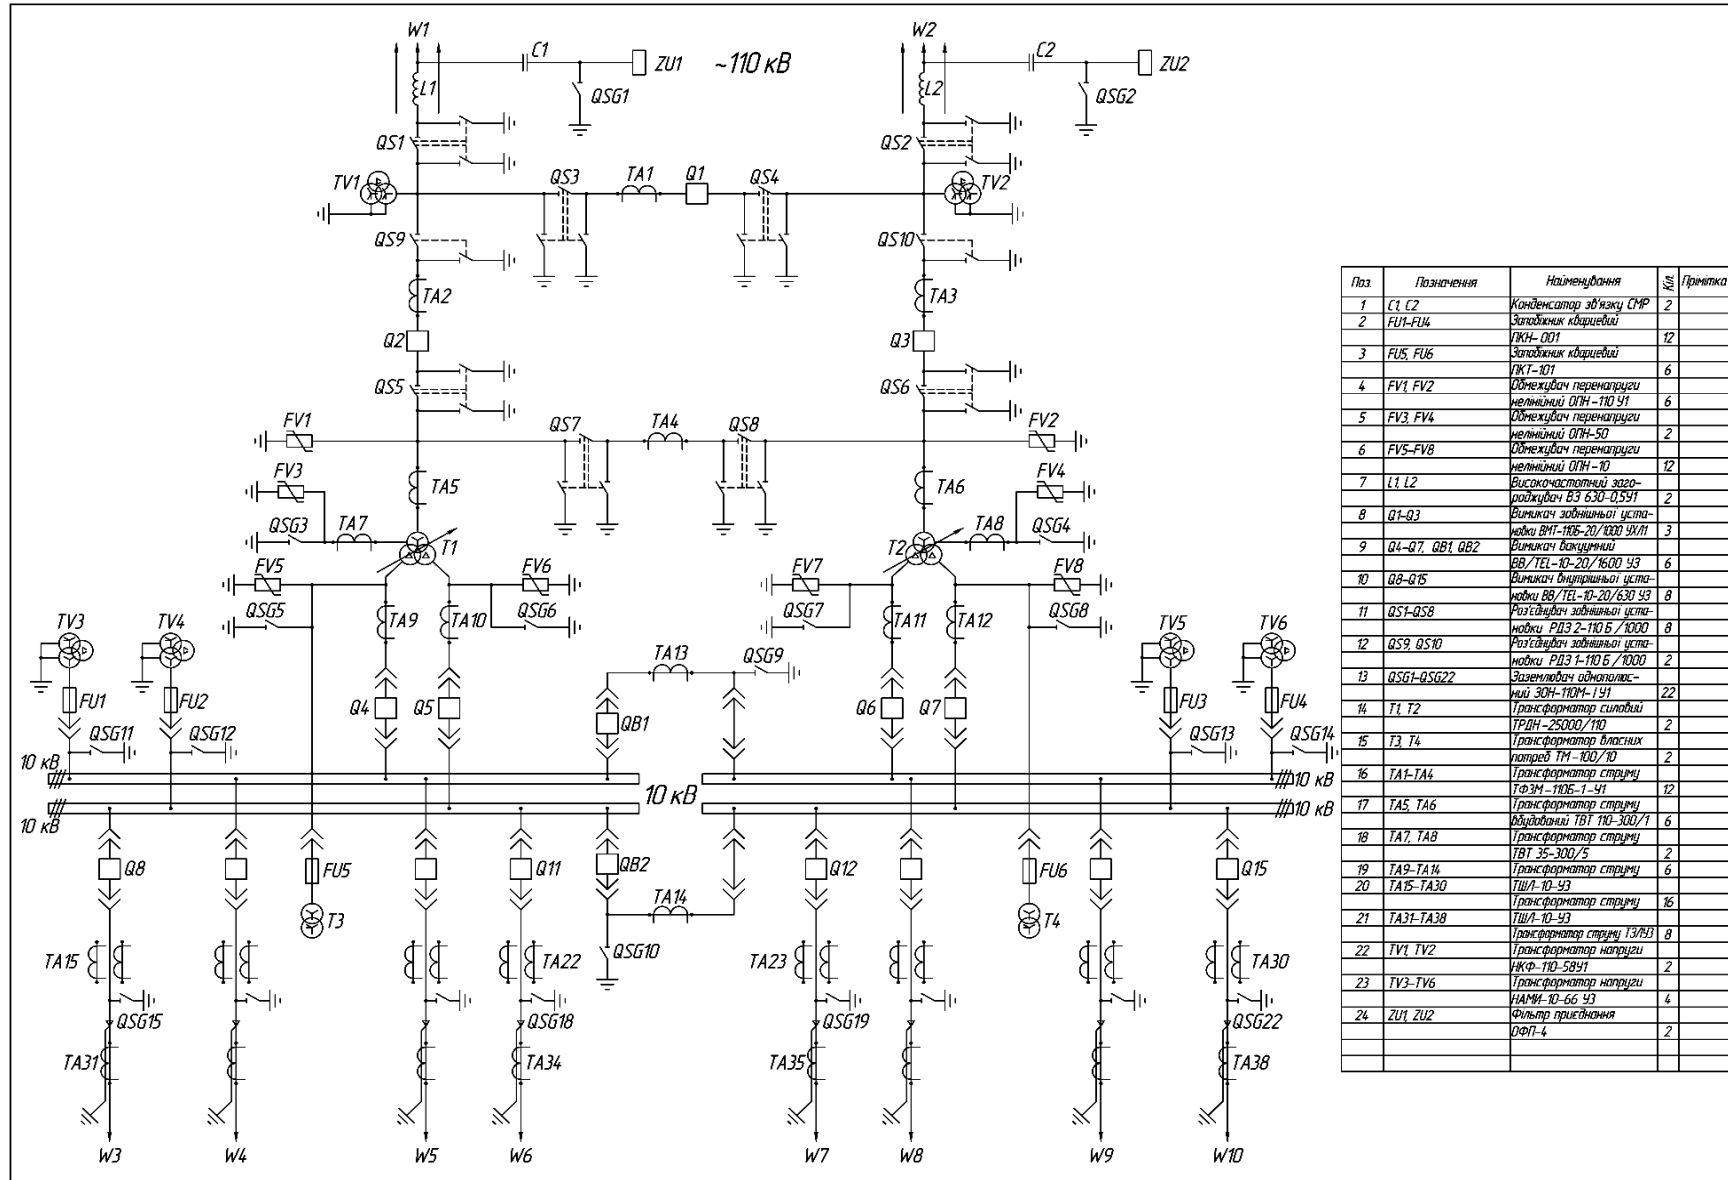 W1
W2
C1
ZU1
~110 кВ
C2
ZU2
L1
QSG1
L2
QSG2
QS1
QS2
TV1
QS3
TA1
Q1
QS4
TV2
QS9
QS10
TA2
TA3
Q2
Q3
QS5
QS6
FV1
QS7
TA4
QS8
FV2
FV3
TA5
TA6
FV4
QSG3
TA7
T1
T2
TA8
QSG4
FV5
FV6
FV7
FV8
QSG5
TA9
TA10
QSG6
QSG7
TA11
TA12
QSG8
TV3
TV4
TA13
QSG9
TV5
TV6
FU1
FU2
Q4
Q5
QB1
Q6
Q7
FU3
FU4
QSG11
QSG12
QSG13
QSG14
10 кВ
10 кВ
10 кВ
10 кВ
10 кВ
Q8
FU5
Q11
QB2
Q12
FU6
Q15
T3
TA14
T4
TA15
TA22
QSG10
TA23
TA30
QSG15
QSG18
QSG19
QSG22
TA31
TA34
TA35
TA38
W3
W4
W5
W6
W7
W8
W9
W10
Поз. Позначення Найменування Кіл. Прімітка
1 C1, C2 Конденсатор зв'язку СМР 2
2 FU1-FU4 Запобіжник кварцевий
ПКН-001 12
3 FU5, FU6 Запобіжник кварцевий
ПКТ-101 6
4 FV1, FV2 Обмежувач перенапруги
нелінійний ОПН-110 У1 6
5 FV3, FV4 Обмежувач перенапруги
нелінійний ОПН-50 2
6 FV5-FV8 Обмежувач перенапруги
нелінійний ОПН-10 12
7 L1, L2 Високочастотний заго-
роджувач ВЗ 630-0,5У1 2
8 Q1-Q3 Вимикач зовнішньої уста-
новки ВМТ-110Б-20/1000 УХЛ1 3
9 Q4-Q7, QB1, QB2 Вимикач вакуумний
ВВ/TEL-10-20/1600 У3 6
10 Q8-Q15 Вимикач внутрішньої уста-
новки ВВ/TEL-10-20/630 У3 8
11 QS1-QS8 Роз'єднувач зовнішньої уста-
новки РДЗ 2-110 Б /1000 8
12 QS9, QS10 Роз'єднувач зовнішньої уста-
новки РДЗ 1-110 Б /1000 2
13 QSG1-QSG22 Заземлювач однополюс-
ний ЗОН-110М-І У1 22
14 T1, T2 Трансформатор силовий
ТРДН-25000/110 2
15 T3, T4 Трансформатор власних
потреб ТМ-100/10 2
16 TA1-TA4 Трансформатор струму
ТФЗМ-110Б-1-У1 12
17 TA5, TA6 Трансформатор струму
вбудований ТВТ 110-300/1 6
18 TA7, TA8 Трансформатор струму
ТВТ 35-300/5 2
19 TA9-TA14 Трансформатор струму 6
20 TA15-TA30 ТШЛ-10-У3
Трансформатор струму 16
21 TA31-TA38 ТШЛ-10-У3
Трансформатор струму ТЗЛУ3 8
22 TV1, TV2 Трансформатор напруги
НКФ-110-58У1 2
23 TV3-TV6 Трансформатор напруги
НАМИ-10-66 У3 4
24 ZU1, ZU2 Фільтр приєднання
ОФП-4 2